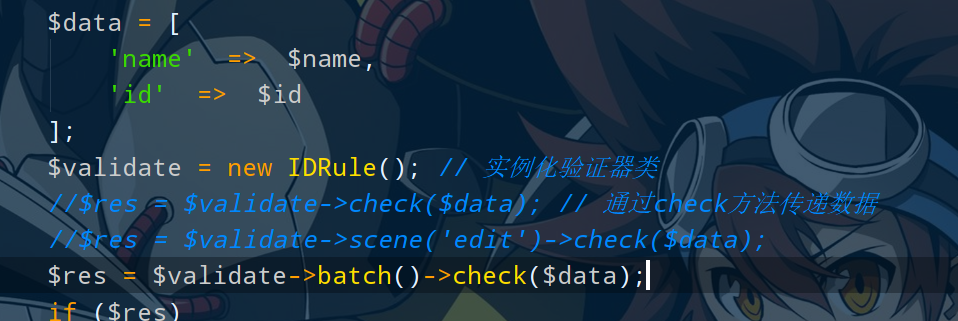 $data = [
'name' => $name,
'id' => $id
];
$validate = new IDRule(); // 实例化验证器类
//$res = $validate->check($data); // 通过check方法传递数据
//$res = $validate->scene('edit')->check($data);
$res = $validate->batch()->check($data);
if ($res)